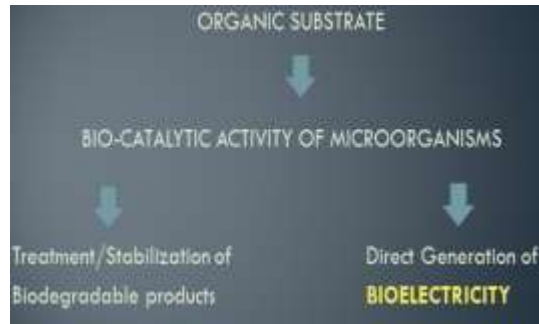 ORGANIC SUBSTRATE
BIO-CATALYTIC ACTIVITY OF MICROORGANISMS
Treatment/Stabilization of
Biodegradable products
Direct Generation of
BIOELECTRICITY